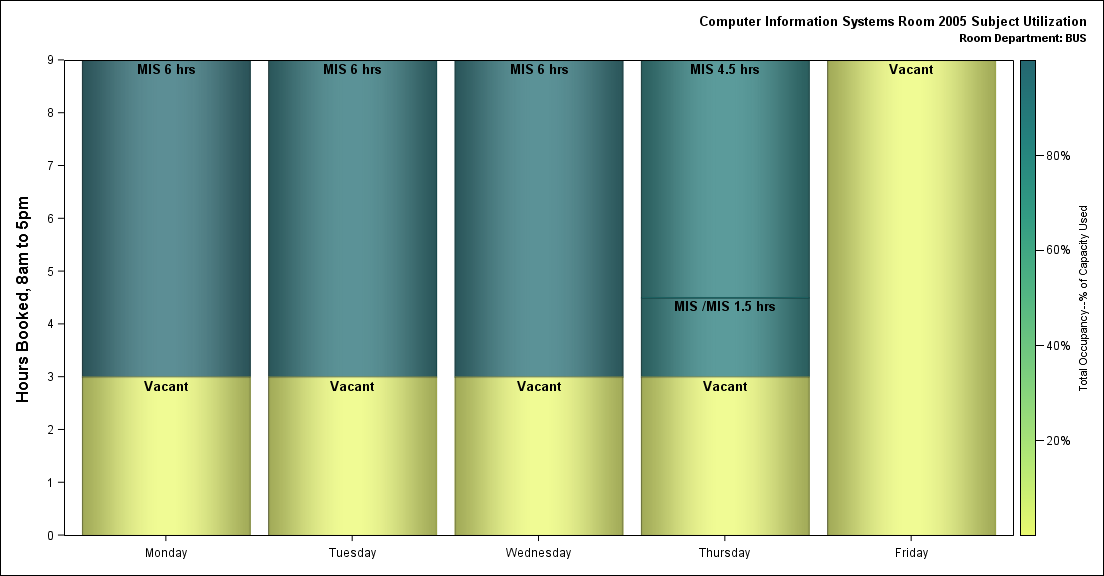 Computer Information Systems Room 2005 Subject Utilization
Room Department: BUS
Hours Booked, 8am to 5pm
9
8
7
6
5
4
3
2
1
0
MIS 6 hrs
Vacant
MIS 6 hrs
Vacant
MIS 6 hrs
Vacant
MIS 4.5 hrs
MIS /MIS 1.5 hrs
Vacant
Vacant
Monday
Tuesday
Wednesday
Thursday
Friday
80%
60%
40%
20%
Total Occupancy--% of Capacity Used